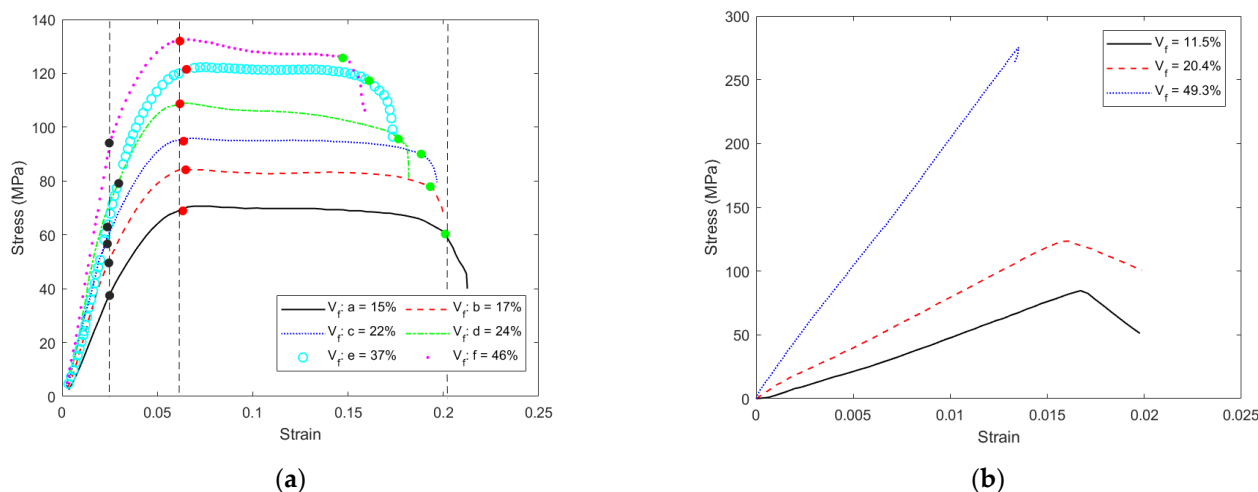 140
120
100
80
60
40
20
0
Stress (MPa)
V_f: a = 15% V_f: b = 17%
V_f: c = 22% V_f: d = 24%
V_f: e = 37% V_f: f = 46%
0 0.05 0.1 0.15 0.2 0.25
Strain
(a)
300
250
200
150
100
50
0
Stress (MPa)
V_f = 11.5%
V_f = 20.4%
V_f = 49.3%
0 0.005 0.01 0.015 0.02 0.025
Strain
(b)